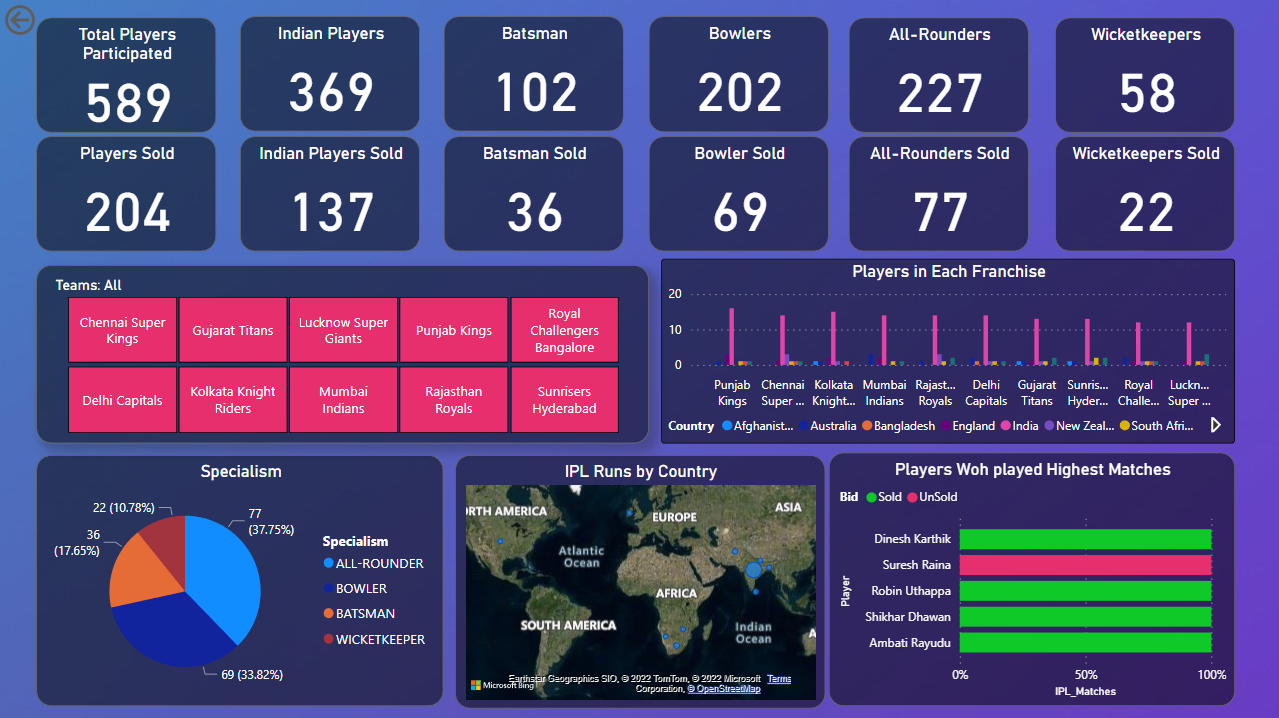 Total Players
Participated
589
Indian Players
369
Batsman
102
Bowlers
202
All-Rounders
227
Wicketkeepers
58
Players Sold
204
Indian Players Sold
137
Batsman Sold
36
Bowler Sold
69
All-Rounders Sold
77
Wicketkeepers Sold
22
Teams: All
Chennai Super
Kings
Gujarat Titans
Lucknow Super
Giants
Punjab Kings
Royal
Challengers
Bangalore
Delhi Capitals
Kolkata Knight
Riders
Mumbai
Indians
Rajasthan
Royals
Sunrisers
Hyderabad
Players in Each Franchise
20
10
0
Punjab
Kings
Chennai
Super ...
Kolkata
Knight...
Mumbai
Indians
Rajast...
Royals
Delhi
Capitals
Gujarat
Titans
Sunris...
Hyder...
Royal
Challe...
Luckn...
Super ...
Country Afghanist... Australia Bangladesh England India New Zeal... South Afri...
Specialism
22 (10.78%)
77
(37.75%)
36
(17.65%)
69 (33.82%)
Specialism
ALL-ROUNDER
BOWLER
BATSMAN
WICKETKEEPER
IPL Runs by Country
RTH AMERICA
EUROPE
ASIA
Atlantic
Ocean
AFRICA
SOUTH AMERICA
Indian
Ocean
A
Microsoft Bing
Earthstar Geographics SIO, © 2022 TomTom, © 2022 Microsoft Terms
Corporation, © OpenStreetMap
Players Woh played Highest Matches
Bid Sold UnSold
Player
Dinesh Karthik
Suresh Raina
Robin Uthappa
Shikhar Dhawan
Ambati Rayudu
0% 50% 100%
IPL_Matches